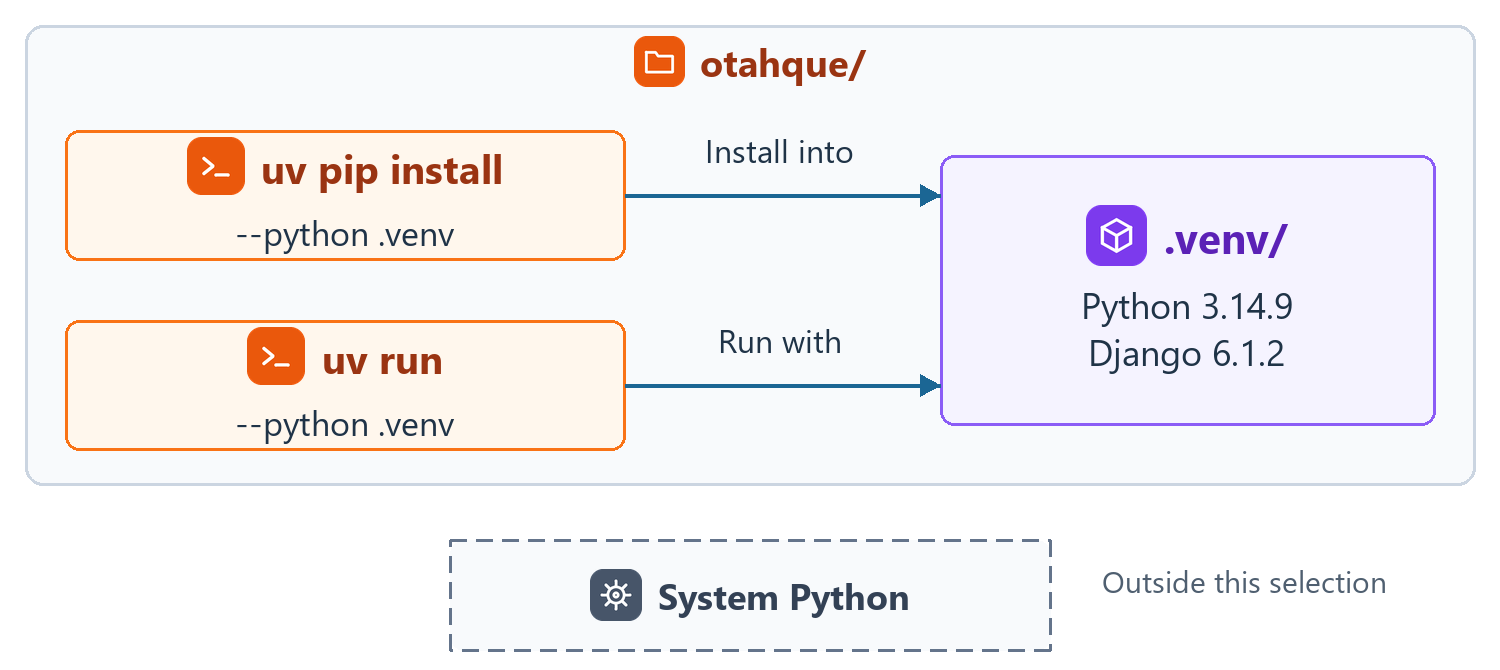 otahque/
uv pip install
--python .venv
Install into
.venv/
Python 3.14.9
Django 6.1.2
uv run
--python .venv
Run with
System Python
Outside this selection